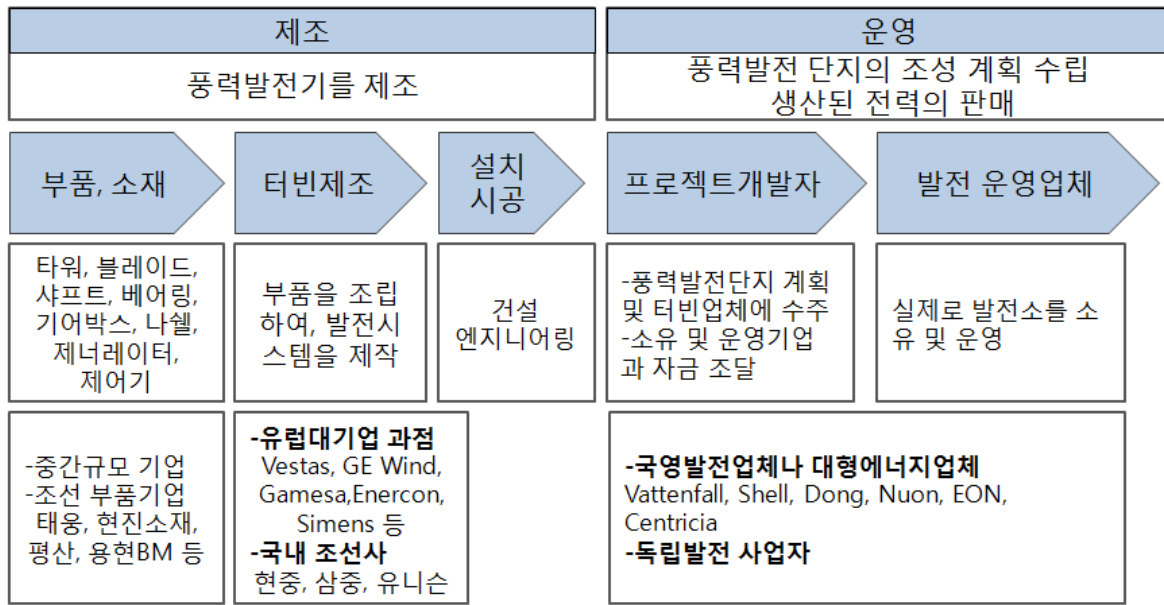 제조
운영
풍력발전기를 제조
풍력발전 단지의 조성 계획 수립
생산된 전력의 판매
부품, 소재
터빈제조
설치
시공
프로젝트개발자
발전 운영업체
타워, 블레이드,
샤프트, 베어링,
기어박스, 나쉘,
제너레이터,
제어기
부품을 조립
하여, 발전시
스템을 제작
건설
엔지니어링
-풍력발전단지 계획
및 터빈업체에 수주
-소유 및 운영기업
과 자금 조달
실제로 발전소를 소
유 및 운영
-중간규모 기업
-조선 부품기업
태웅, 현진소재,
평산, 용현BM 등
-유럽대기업 과점
Vestas, GE Wind,
Gamesa,Enercon,
Simens 등
-국내 조선사
현중, 삼중, 유니슨
-국영발전업체나 대형에너지업체
Vattenfall, Shell, Dong, Nuon, EON,
Centricia
-독립발전 사업자